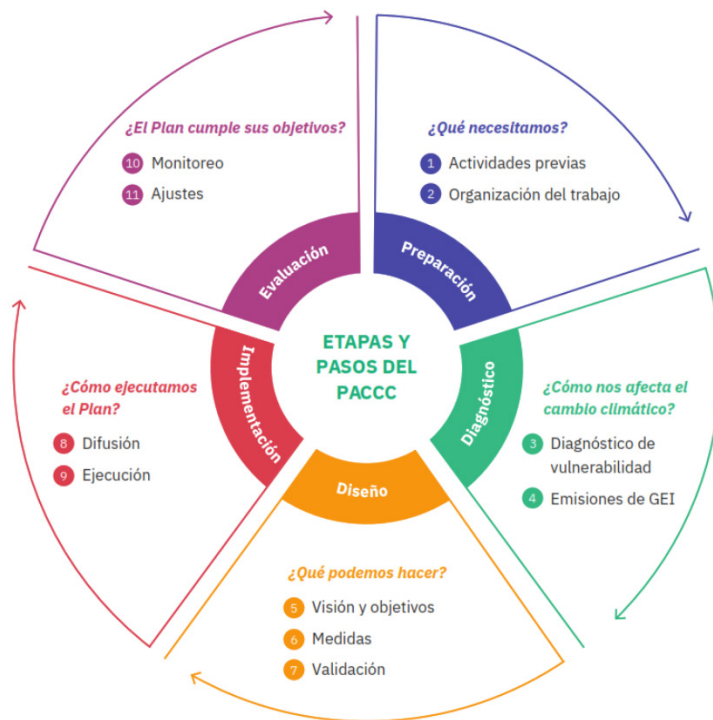 ETAPAS Y
PASOS DEL
PACCC
Preparación
¿Qué necesitamos?
1 Actividades previas
2 Organización del trabajo
Diagnóstico
¿Cómo nos afecta el
cambio climático?
3 Diagnóstico de
vulnerabilidad
4 Emisiones de GEI
Diseño
¿Qué podemos hacer?
5 Visión y objetivos
6 Medidas
7 Validación
Implementación
¿Cómo ejecutamos
el Plan?
8 Difusión
9 Ejecución
Evaluación
¿El Plan cumple sus objetivos?
10 Monitoreo
11 Ajustes